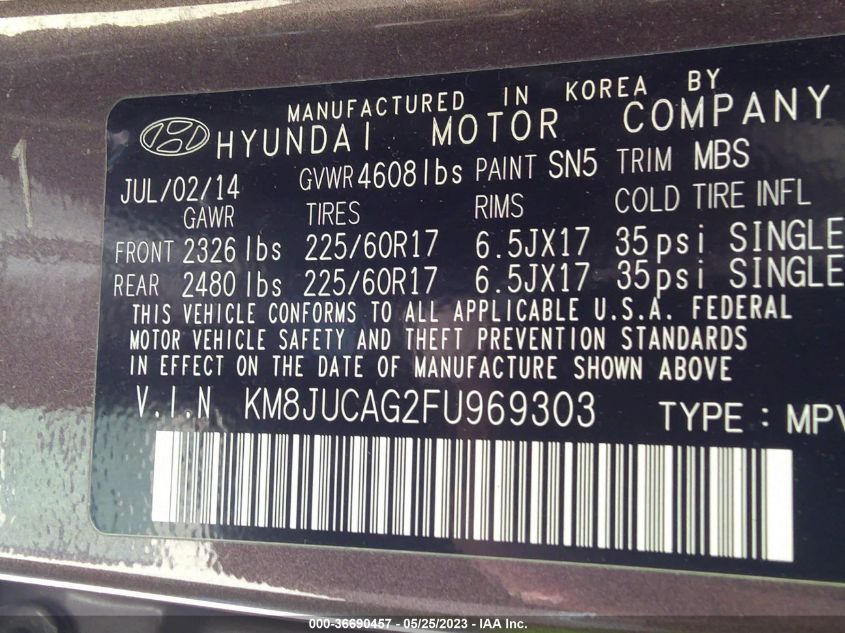 MANUFACTURED IN KOREA BY
HYUNDAI MOTOR COMPANY
JUL/02/14 GVWR 4608 lbs PAINT SN5 TRIM MBS
GAWR TIRES RIMS COLD TIRE INFL
FRONT 2326 lbs 225/60R17 6.5JX17 35psi SINGLE
REAR 2480 lbs 225/60R17 6.5JX17 35psi SINGLE
THIS VEHICLE CONFORMS TO ALL APPLICABLE U.S.A. FEDERAL
MOTOR VEHICLE SAFETY AND THEFT PREVENTION STANDARDS
IN EFFECT ON THE DATE OF MANUFACTURE SHOWN ABOVE
V.I.N KM8JUCAG2FU969303 TYPE : MPV
000-36690457 - 05/25/2023 - IAA Inc.